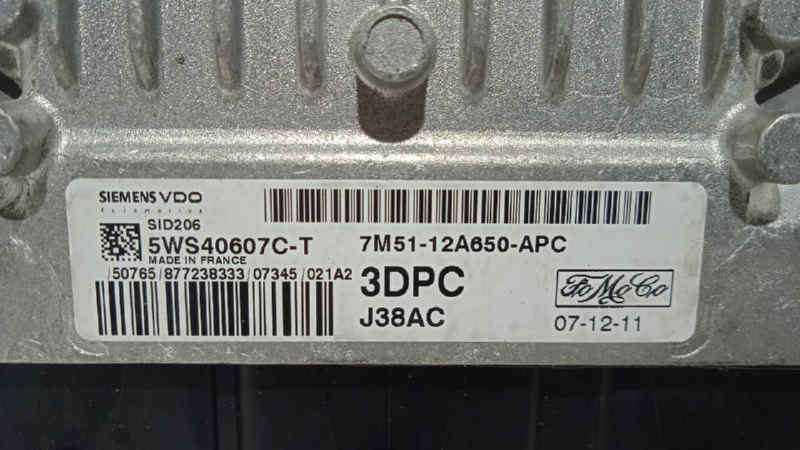 SIEMENS VDO
Automotive
SID206
5WS40607C-T
MADE IN FRANCE
/50765/877238333/07345/021A2
7M51-12A650-APC
3DPC
J38AC
FoMoCo
07-12-11